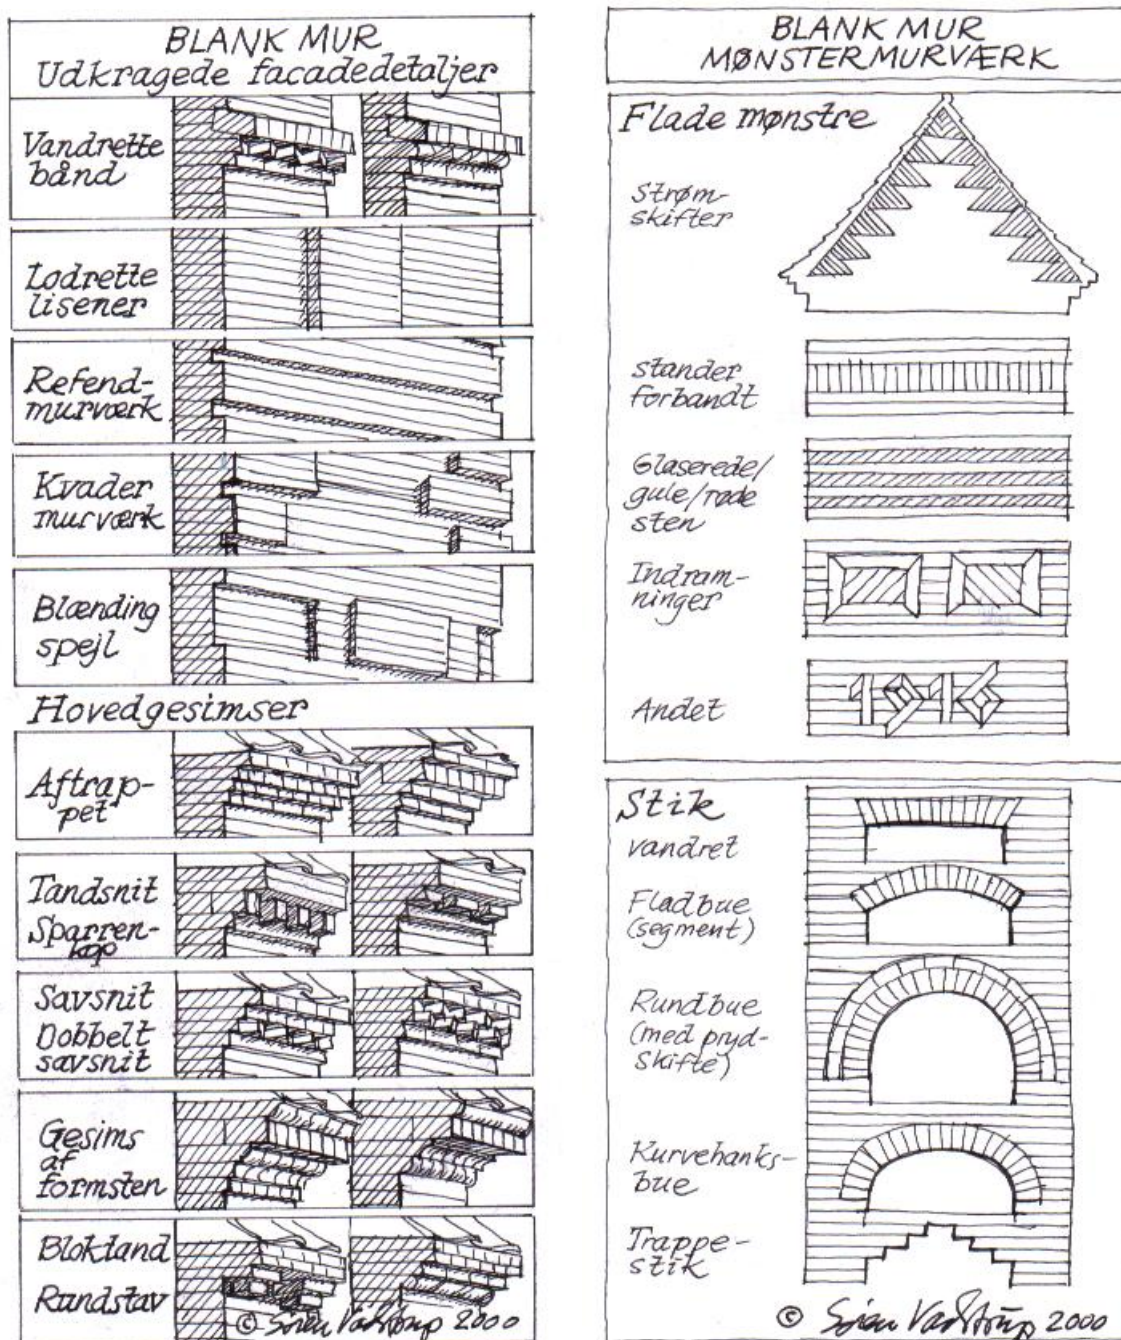 BLANK MUR
Udkragede facadedetaljer
Vandrette
bånd
Lodrette
lisener
Refend-
murværk
Kvader
murværk
Blænding
spejl
Hovedgesimser
Aftrap-
pet
Tandsnit
Sparren-
kop
Savsnit
Dobbelt
savsnit
Gesims
af
formsten
Bloktand
Rundstav
© Søren Vadstrup 2000
BLANK MUR
MØNSTERMURVÆRK
Flade mønstre
Strøm-
skifter
stander
forbandt
Glaserede/
gule/røde
sten
Indram-
ninger
Andet
Stik
vandret
Fladbue
(segment)
Rundbue
(med pryd-
skifte)
Kurvehanks-
bue
Trappe-
stik
© Søren Vadstrup 2000